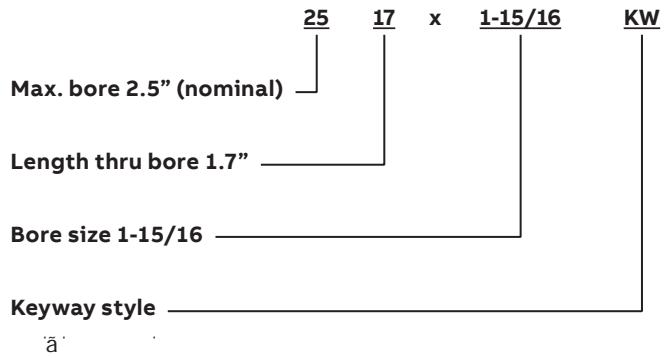 25 17 x 1-15/16 KW
Max. bore 2.5” (nominal)
Length thru bore 1.7”
Bore size 1-15/16
Keyway style